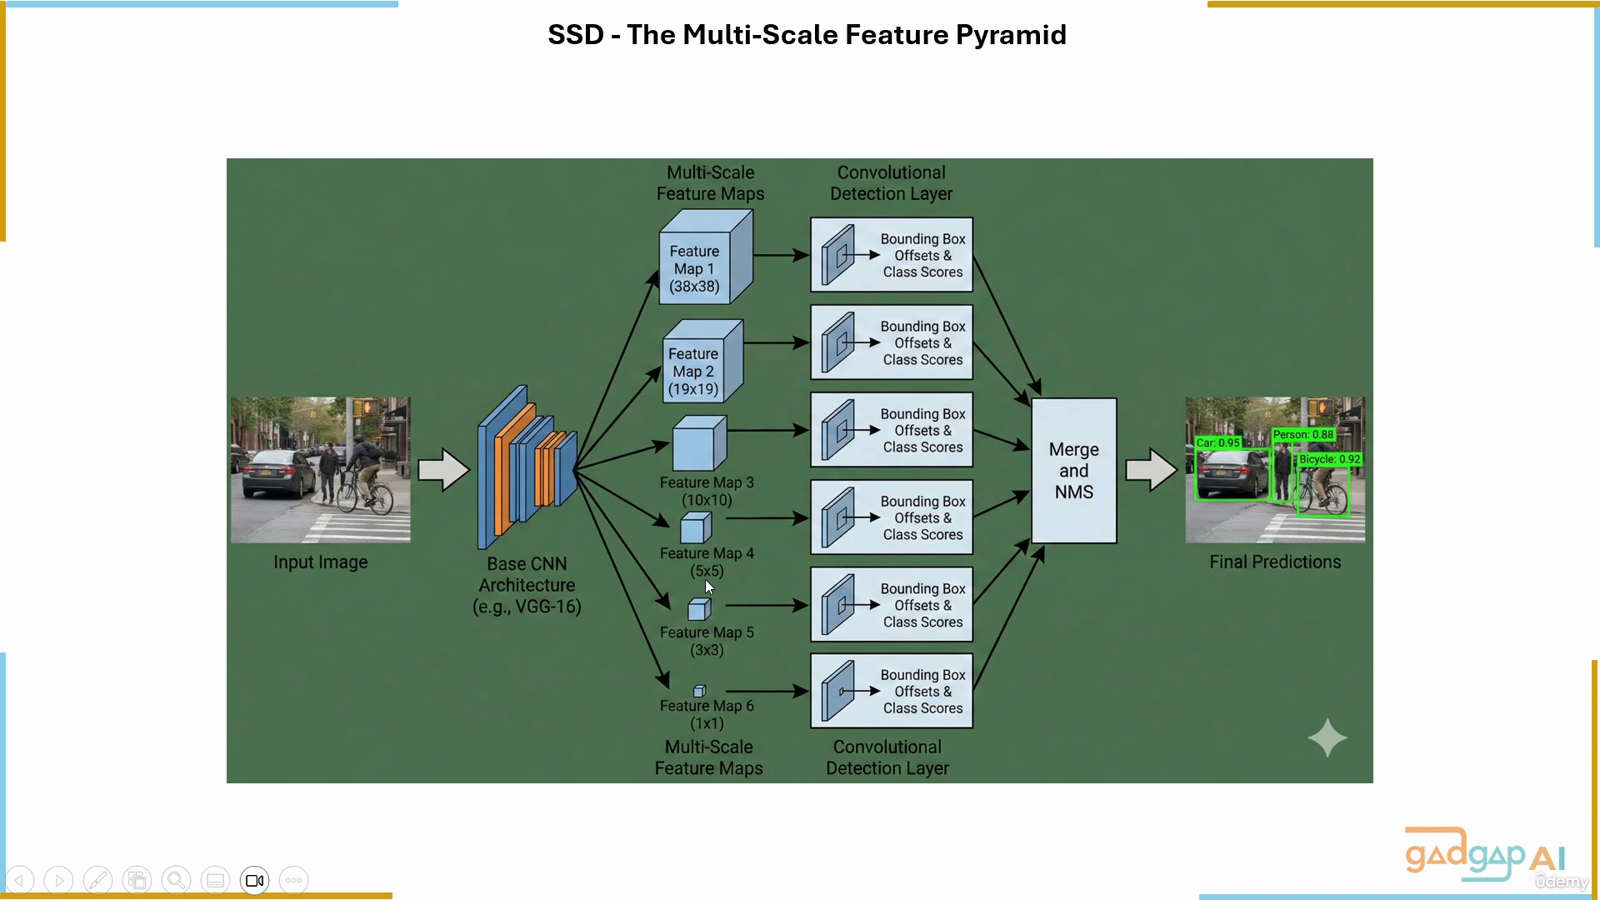 SSD - The Multi-Scale Feature Pyramid
Multi-Scale
Feature Maps
Convolutional
Detection Layer
Feature
Map 1
(38x38)
Bounding Box
Offsets &
Class Scores
Feature
Map 2
(19x19)
Bounding Box
Offsets &
Class Scores
Feature Map 3
(10x10)
Bounding Box
Offsets &
Class Scores
Feature Map 4
(5x5)
Bounding Box
Offsets &
Class Scores
Feature Map 5
(3x3)
Bounding Box
Offsets &
Class Scores
Feature Map 6
(1x1)
Bounding Box
Offsets &
Class Scores
Multi-Scale
Feature Maps
Convolutional
Detection Layer
Input Image
Base CNN
Architecture
(e.g., VGG-16)
Merge
and
NMS
Car: 0.95
Person: 0.88
Bicycle: 0.92
Final Predictions
gadgap AI
ûdemy